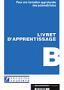 Pour une formation approfondie
des automobilistes
LIVRET
D'APPRENTISSAGE
B